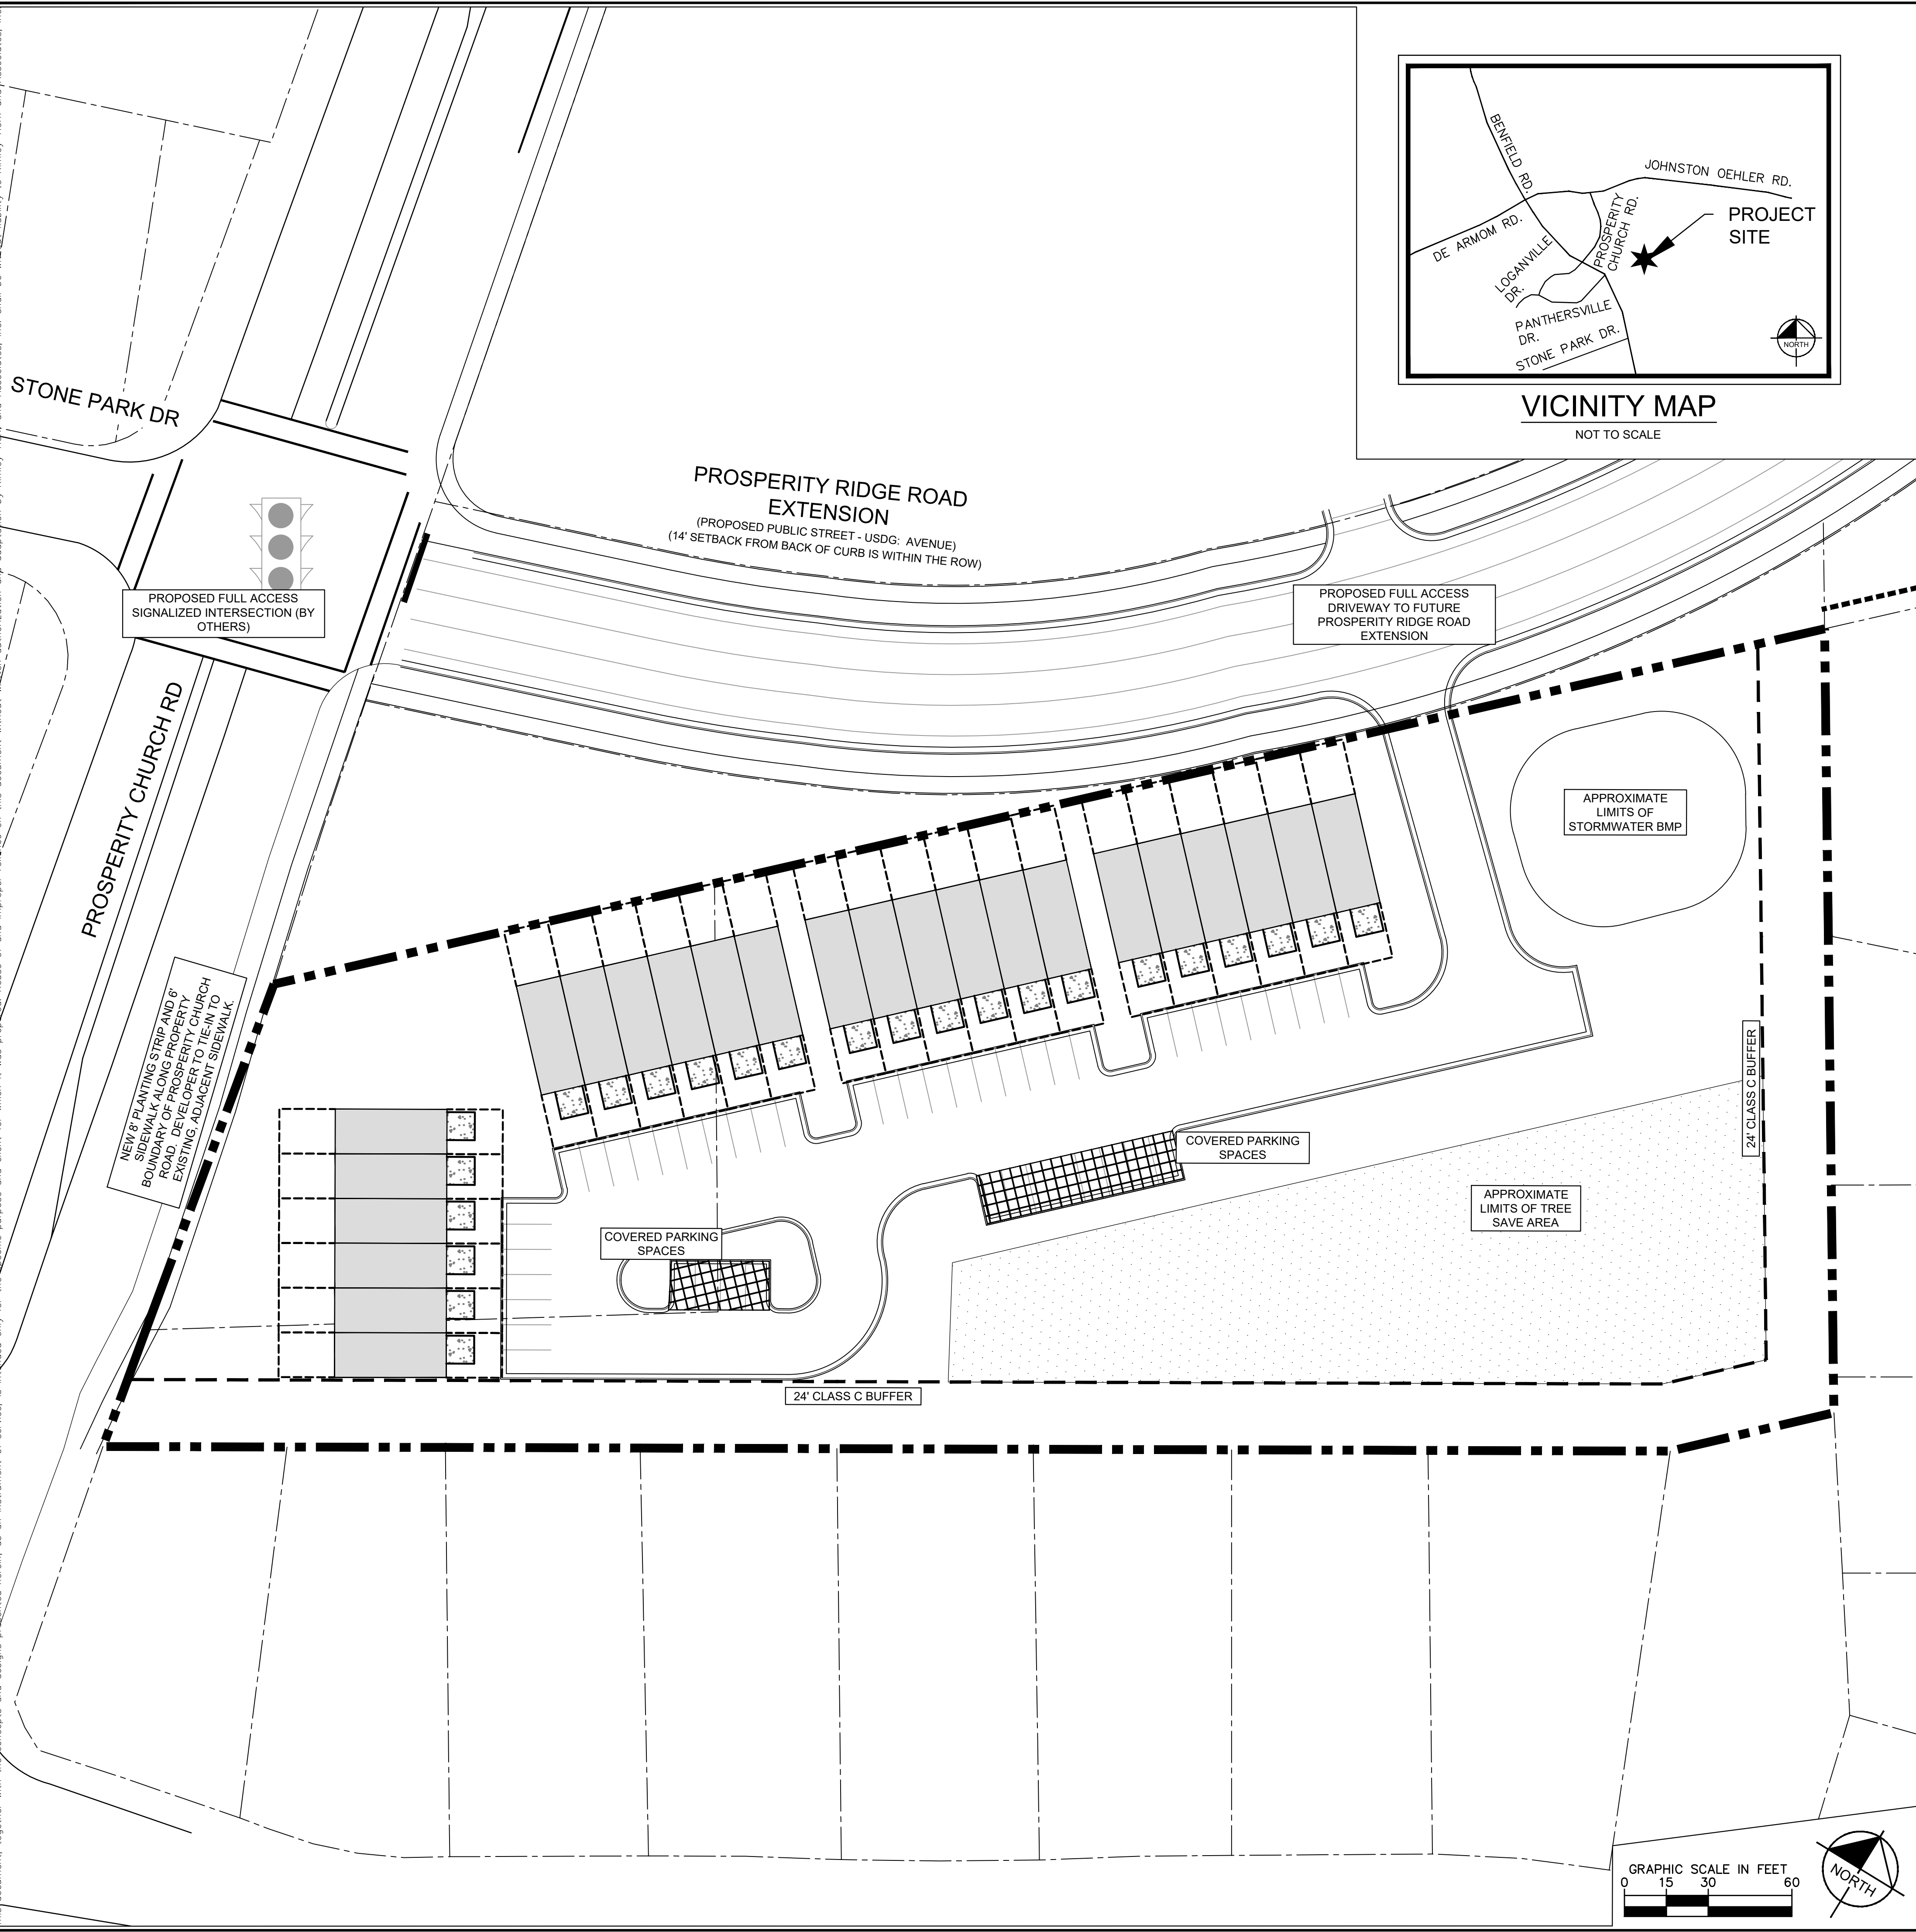 BENFIELD RD.
JOHNSTON OEHLER RD.
DE ARMOM RD.
PROSPERITY
CHURCH RD.
LOGANVILLE
DR.
PROJECT
SITE
PANTHERSVILLE
DR.
STONE PARK DR.
NORTH
VICINITY MAP
NOT TO SCALE
STONE PARK DR
PROSPERITY RIDGE ROAD
EXTENSION
(PROPOSED PUBLIC STREET - USDG: AVENUE)
(14' SETBACK FROM BACK OF CURB IS WITHIN THE ROW)
PROPOSED FULL ACCESS
SIGNALIZED INTERSECTION (BY
OTHERS)
PROPOSED FULL ACCESS
DRIVEWAY TO FUTURE
PROSPERITY RIDGE ROAD
EXTENSION
PROSPERITY CHURCH RD
APPROXIMATE
LIMITS OF
STORMWATER BMP
NEW 8' PLANTING STRIP AND 6'
SIDEWALK ALONG PROPERTY
BOUNDARY OF PROSPERITY CHURCH
ROAD. DEVELOPER TO TIE-IN TO
EXISTING, ADJACENT SIDEWALK.
24' CLASS C BUFFER
COVERED PARKING
SPACES
APPROXIMATE
LIMITS OF TREE
SAVE AREA
COVERED PARKING
SPACES
24' CLASS C BUFFER
GRAPHIC SCALE IN FEET
0 15 30 60
NORTH